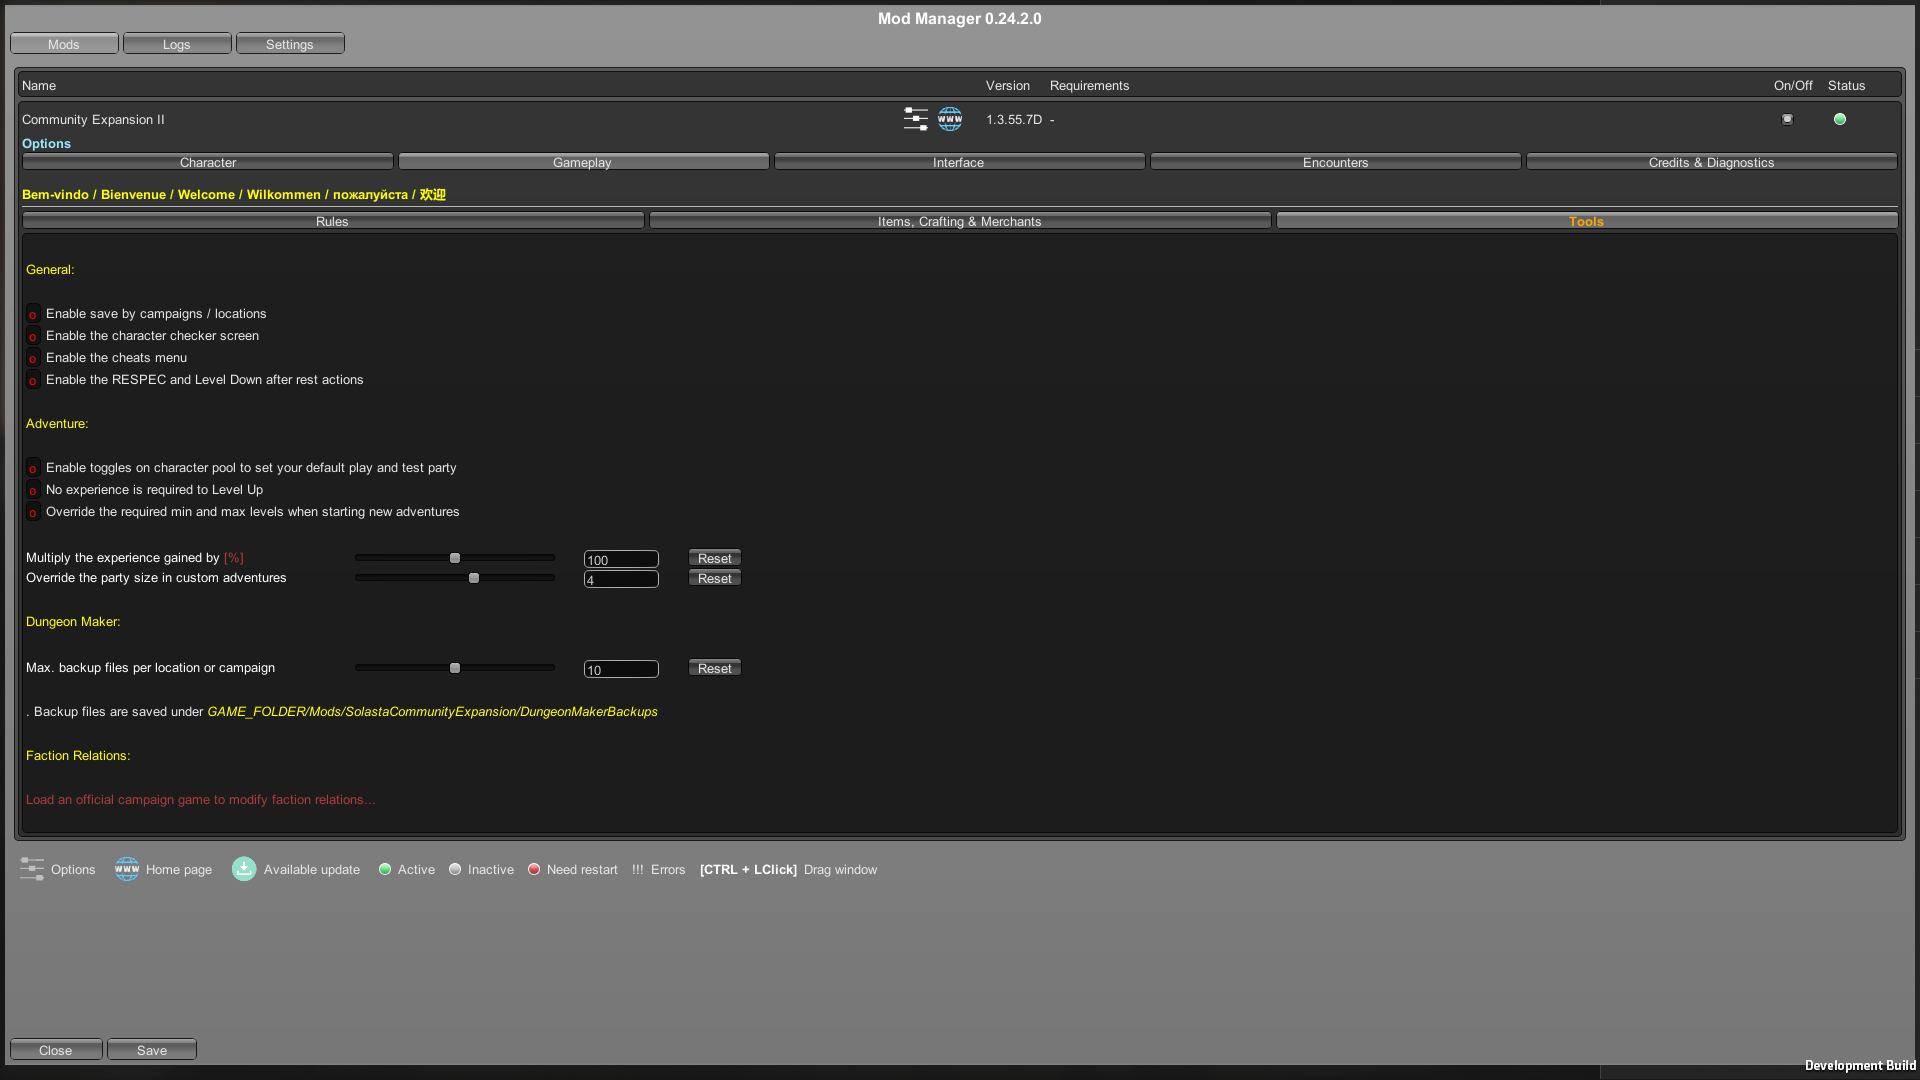 Mod Manager 0.24.2.0
Mods Logs Settings
Name Version Requirements On/Off Status
Community Expansion II WWW 1.3.55.7D - 
Options
Character Gameplay Interface Encounters Credits & Diagnostics
Bem-vindo / Bienvenue / Welcome / Wilkommen / пожалуйста / 欢迎
Rules Items, Crafting & Merchants Tools
General:
o Enable save by campaigns / locations
o Enable the character checker screen
o Enable the cheats menu
o Enable the RESPEC and Level Down after rest actions
Adventure:
o Enable toggles on character pool to set your default play and test party
o No experience is required to Level Up
o Override the required min and max levels when starting new adventures
Multiply the experience gained by [%] 100 Reset
Override the party size in custom adventures 4 Reset
Dungeon Maker:
Max. backup files per location or campaign 10 Reset
. Backup files are saved under GAME_FOLDER/Mods/SolastaCommunityExpansion/DungeonMakerBackups
Faction Relations:
Load an official campaign game to modify faction relations...
Options WWW Home page Available update Active Inactive Need restart !!! Errors [CTRL + LClick] Drag window
Close Save
Development Build